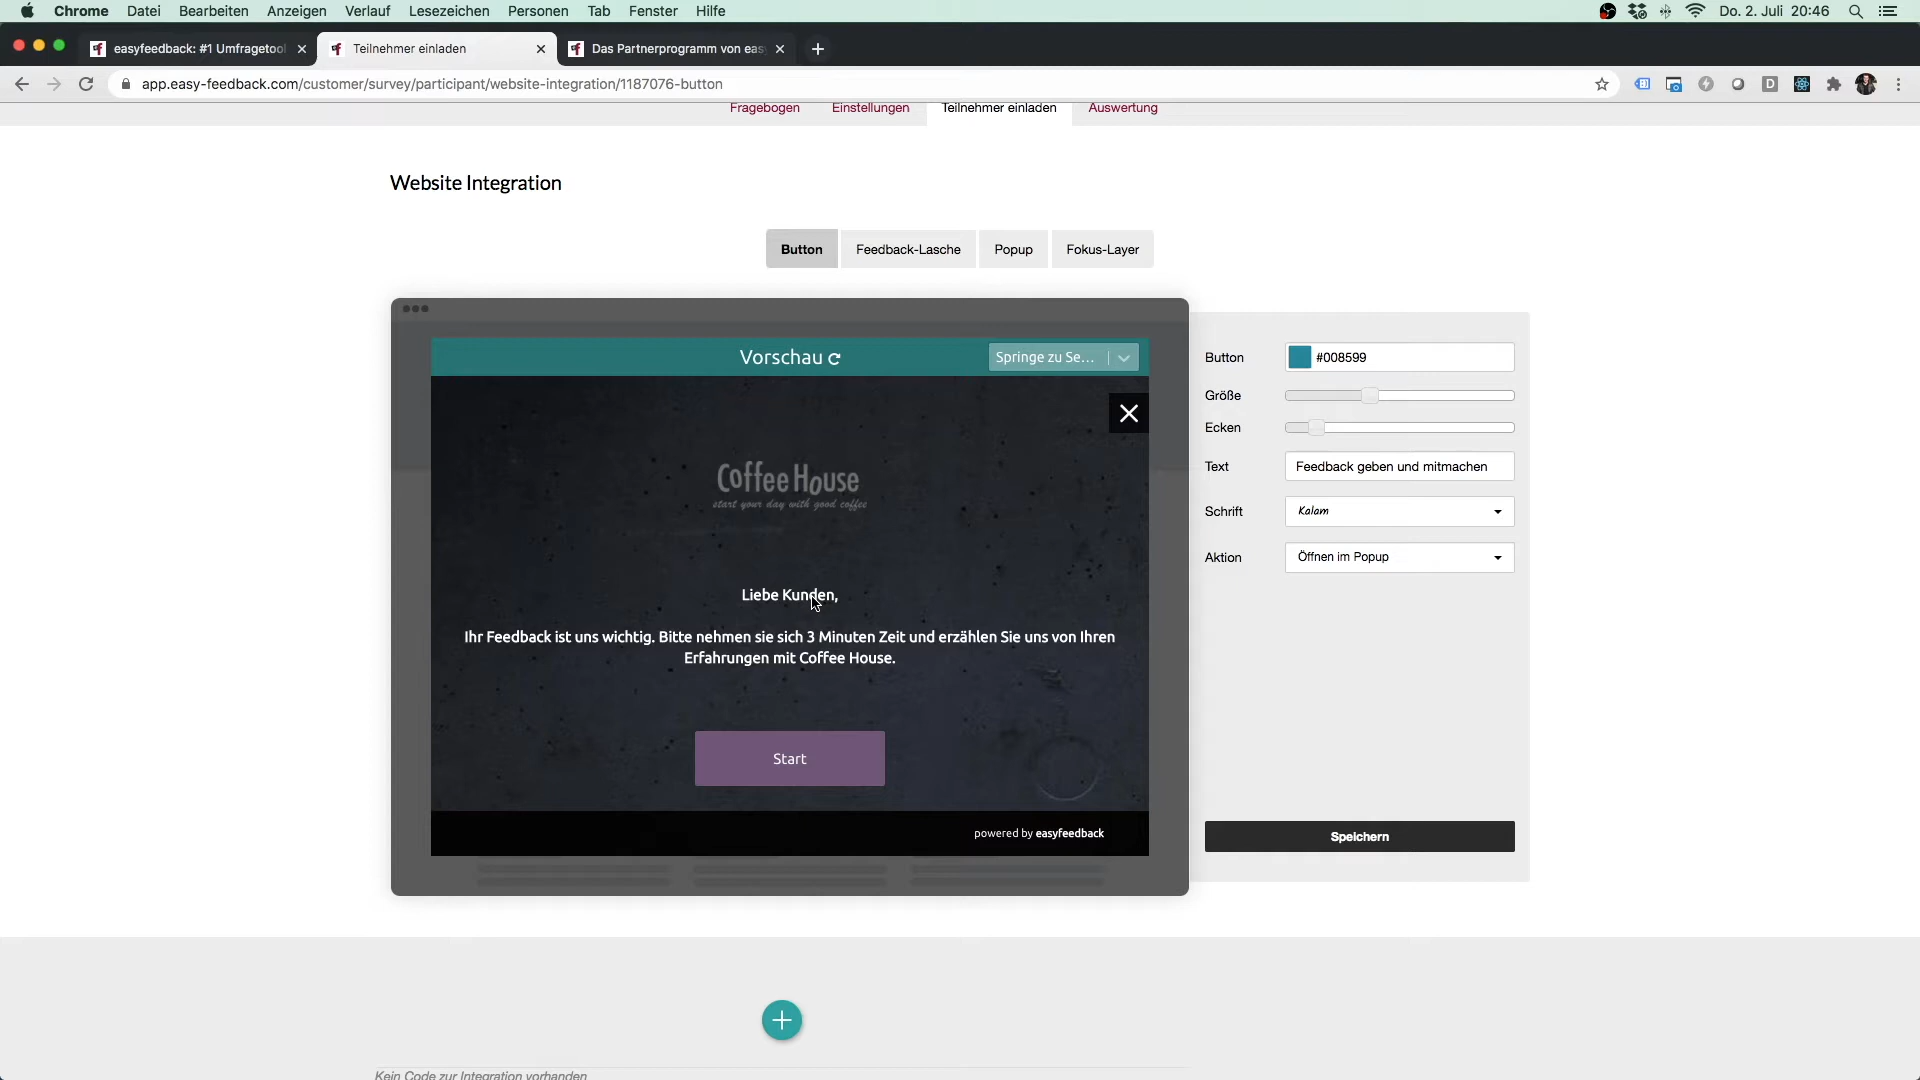 Chrome Datei Bearbeiten Anzeigen Verlauf Lesezeichen Personen Tab Fenster Hilfe Do. 2. Juli 20:46
easyfeedback: #1 Umfragetool Teilnehmer einladen Das Partnerprogramm von eas
app.easy-feedback.com/customer/survey/participant/website-integration/1187076-button
Fragebogen Einstellungen Teilnehmer einladen Auswertung
Website Integration
Button Feedback-Lasche Popup Fokus-Layer
Vorschau Springe zu Se...
Button #008599
Größe
Ecken
Text Feedback geben und mitmachen
Schrift Kalam
Aktion Öffnen im Popup
Coffee House
start your day with good coffee
Liebe Kunden,
Ihr Feedback ist uns wichtig. Bitte nehmen sie sich 3 Minuten Zeit und erzählen Sie uns von Ihren
Erfahrungen mit Coffee House.
Start
powered by easyfeedback
Speichern
Kein Code zur Integration vorhanden.